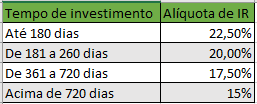 Tempo de investimento Alíquota de IR
Até 180 dias 22,50%
De 181 a 260 dias 20,00%
De 361 a 720 dias 17,50%
Acima de 720 dias 15%